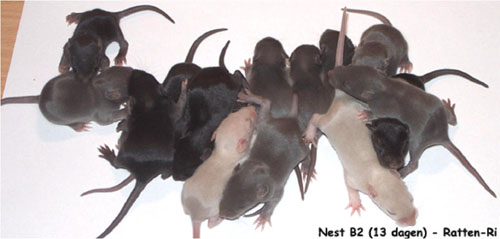 Nest B2 (13 dagen) - Ratten-Ri